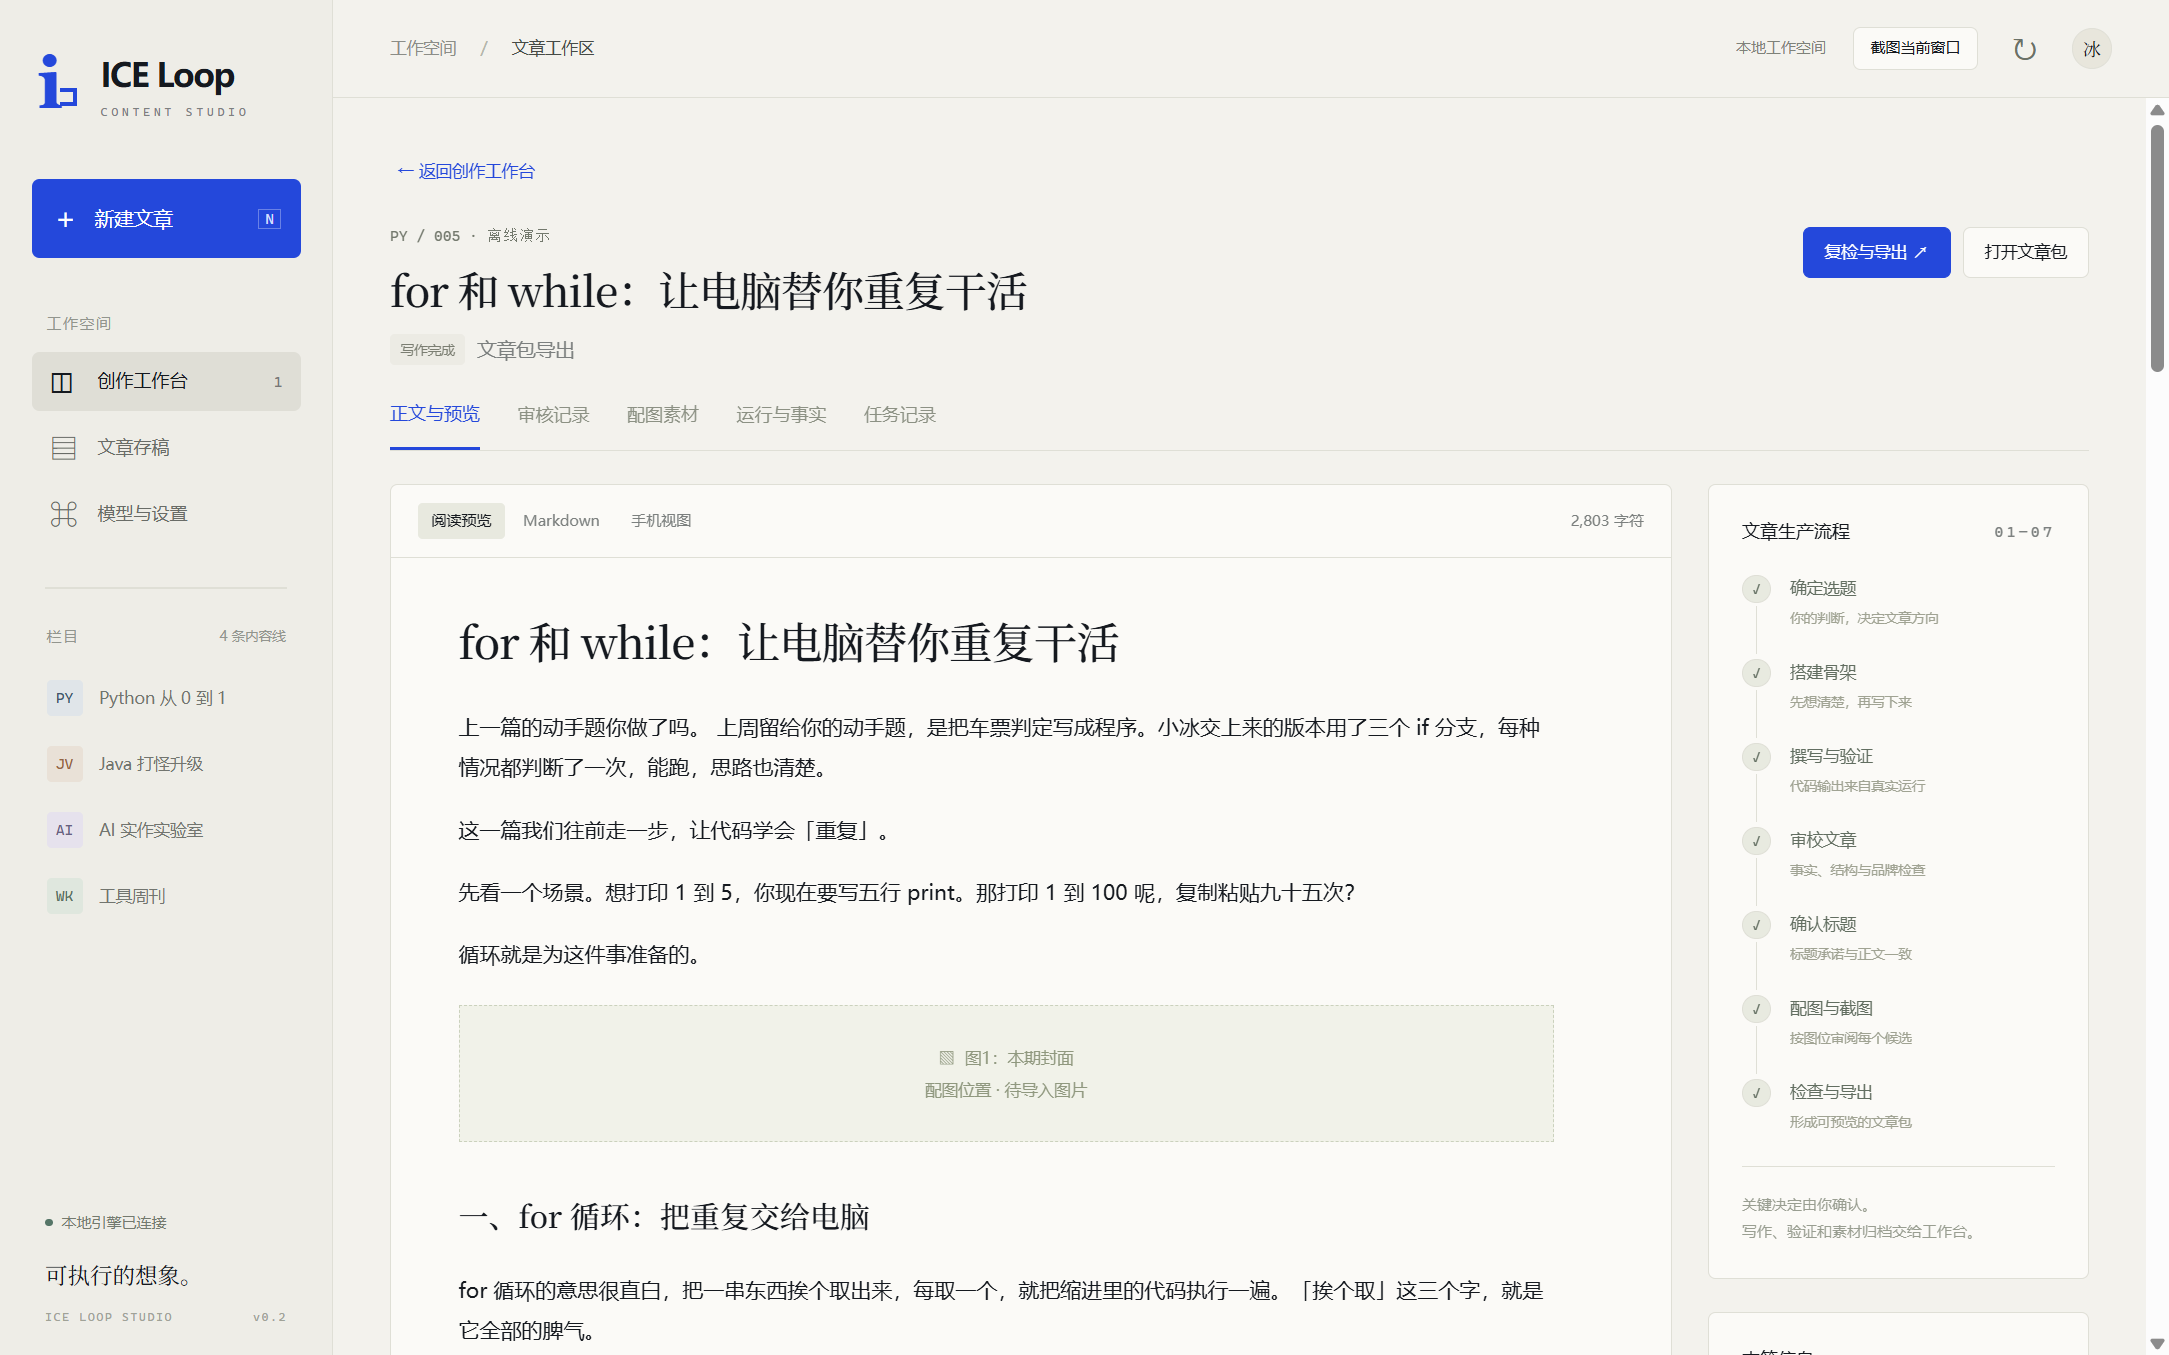 ICE Loop
CONTENT STUDIO
+ 新建文章 N
工作空间
创作工作台 1
文章存稿
模型与设置
栏目 4 条内容线
PY Python 从 0 到 1
JV Java 打怪升级
AI AI 实作实验室
WK 工具周刊
本地引擎已连接
可执行的想象。
ICE LOOP STUDIO v0.2
工作空间 / 文章工作区
本地工作空间 截图当前窗口 ↻ 冰
← 返回创作工作台
PY / 005 · 离线演示
for 和 while：让电脑替你重复干活
复检与导出 ↗ 打开文章包
写作完成 文章包导出
正文与预览 审核记录 配图素材 运行与事实 任务记录
阅读预览 Markdown 手机视图 2,803 字符
for 和 while：让电脑替你重复干活
上一篇的动手题你做了吗。 上周留给你的动手题，是把车票判定写成程序。小冰交上来的版本用了三个 if 分支，每种
情况都判断了一次，能跑，思路也清楚。
这一篇我们往前走一步，让代码学会「重复」。
先看一个场景。想打印 1 到 5，你现在要写五行 print。那打印 1 到 100 呢，复制粘贴九十五次？
循环就是为这件事准备的。
图1：本期封面
配图位置 · 待导入图片
一、for 循环：把重复交给电脑
for 循环的意思很直白，把一串东西挨个取出来，每取一个，就把缩进里的代码执行一遍。「挨个取」这三个字，就是
它全部的脾气。
文章生产流程 01—07
✓ 确定选题
你的判断，决定文章方向
✓ 搭建骨架
先想清楚，再写下来
✓ 撰写与验证
代码输出来自真实运行
✓ 审校文章
事实、结构与品牌检查
✓ 确认标题
标题承诺与正文一致
✓ 配图与截图
按图位审阅每个候选
✓ 检查与导出
形成可预览的文章包
关键决定由你确认。
写作、验证和素材归档交给工作台。